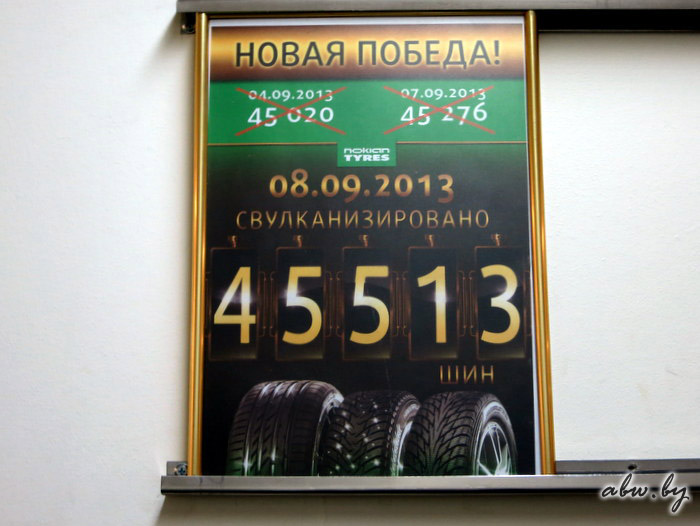 НОВАЯ ПОБЕДА!
04.09.2013 07.09.2013
45 020 45 276
NOKIAN
TYRES
08.09.2013
СВУЛКАНИЗИРОВАНО
45513
ШИН
abw.by